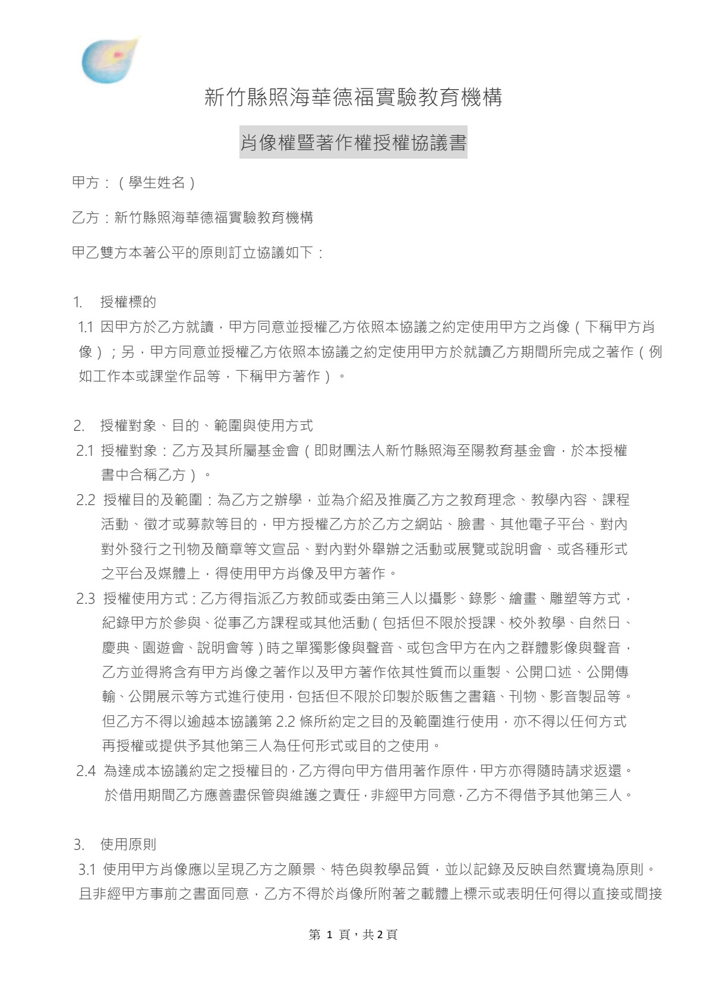 新竹縣照海華德福實驗教育機構
肖像權暨著作權授權協議書
甲方：（學生姓名）
乙方：新竹縣照海華德福實驗教育機構
甲乙雙方本著公平的原則訂立協議如下：
1. 授權標的
1.1 因甲方於乙方就讀，甲方同意並授權乙方依照本協議之約定使用甲方之肖像（下稱甲方肖
像）；另，甲方同意並授權乙方依照本協議之約定使用甲方於就讀乙方期間所完成之著作（例
如工作本或課堂作品等，下稱甲方著作）。
2. 授權對象、目的、範圍與使用方式
2.1 授權對象：乙方及其所屬基金會（即財團法人新竹縣照海至陽教育基金會，於本授權
書中合稱乙方）。
2.2 授權目的及範圍：為乙方之辦學，並為介紹及推廣乙方之教育理念、教學內容、課程
活動、徵才或募款等目的，甲方授權乙方於乙方之網站、臉書、其他電子平台、對內
對外發行之刊物及簡章等文宣品、對內對外舉辦之活動或展覽或說明會、或各種形式
之平台及媒體上，得使用甲方肖像及甲方著作。
2.3 授權使用方式：乙方得指派乙方教師或委由第三人以攝影、錄影、繪畫、雕塑等方式，
紀錄甲方於參與、從事乙方課程或其他活動（包括但不限於授課、校外教學、自然日、
慶典、園遊會、說明會等）時之單獨影像與聲音、或包含甲方在內之群體影像與聲音，
乙方並得將含有甲方肖像之著作以及甲方著作依其性質而以重製、公開口述、公開傳
輸、公開展示等方式進行使用，包括但不限於印製於販售之書籍、刊物、影音製品等。
但乙方不得以逾越本協議第 2.2 條所約定之目的及範圍進行使用，亦不得以任何方式
再授權或提供予其他第三人為任何形式或目的之使用。
2.4 為達成本協議約定之授權目的，乙方得向甲方借用著作原件，甲方亦得隨時請求返還。
於借用期間乙方應善盡保管與維護之責任，非經甲方同意，乙方不得借予其他第三人。
3. 使用原則
3.1 使用甲方肖像應以呈現乙方之願景、特色與教學品質，並以記錄及反映自然實境為原則。
且非經甲方事前之書面同意，乙方不得於肖像所附著之載體上標示或表明任何得以直接或間接
第 1 頁，共 2 頁